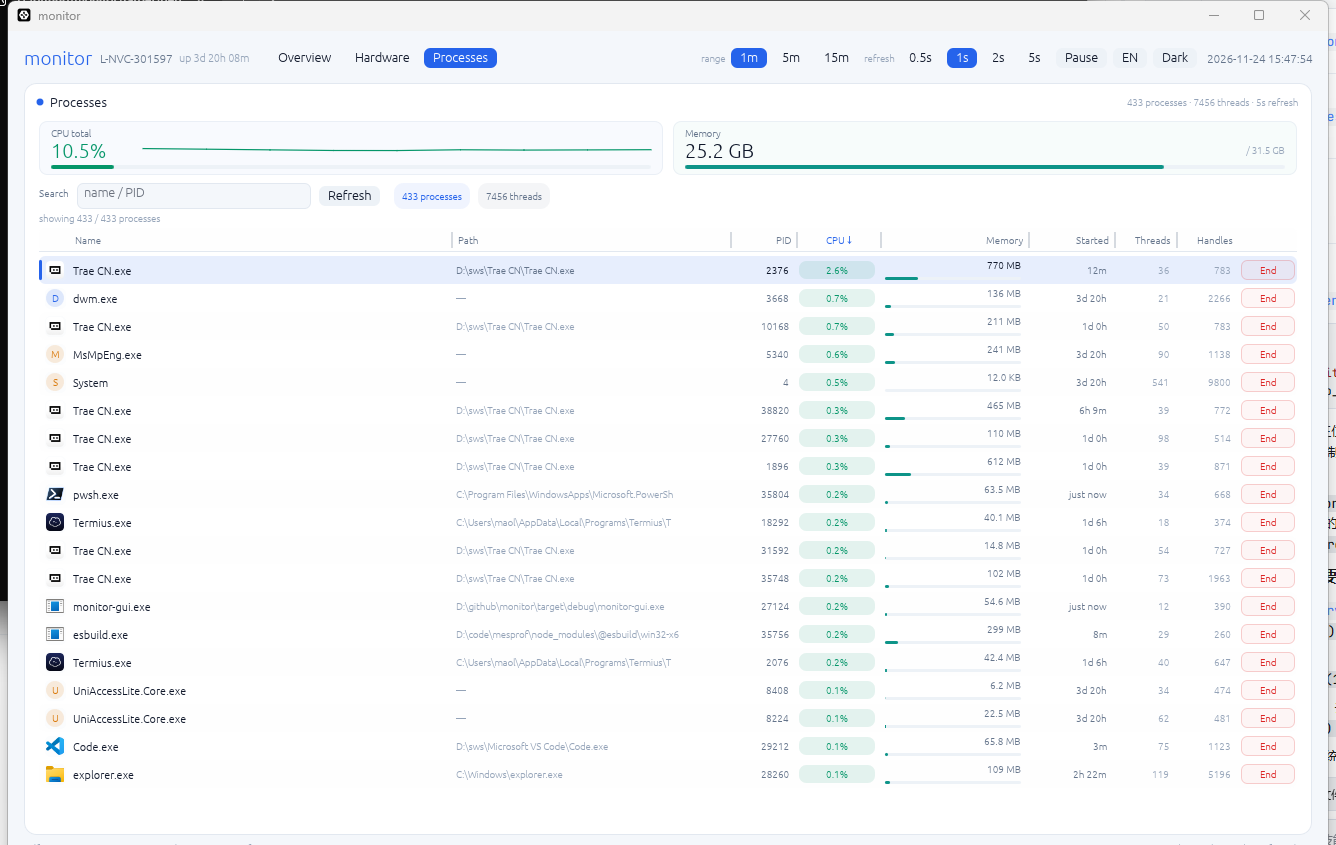 monitor
monitor L-NVC-301597 up 3d 20h 08m Overview Hardware Processes range 1m 5m 15m refresh 0.5s 1s 2s 5s Pause EN Dark 2026-11-24 15:47:54
Processes 433 processes · 7456 threads · 5s refresh
CPU total
10.5%
Memory
25.2 GB / 31.5 GB
Search name / PID Refresh 433 processes 7456 threads
showing 433 / 433 processes
Name Path PID CPU↓ Memory Started Threads Handles
Trae CN.exe D:\sws\Trae CN\Trae CN.exe 2376 2.6% 770 MB 12m 36 783 End
D dwm.exe — 3668 0.7% 136 MB 3d 20h 21 2266 End
Trae CN.exe D:\sws\Trae CN\Trae CN.exe 10168 0.7% 211 MB 1d 0h 50 783 End
M MsMpEng.exe — 5340 0.6% 241 MB 3d 20h 90 1138 End
S System — 4 0.5% 12.0 KB 3d 20h 541 9800 End
Trae CN.exe D:\sws\Trae CN\Trae CN.exe 38820 0.3% 465 MB 6h 9m 39 772 End
Trae CN.exe D:\sws\Trae CN\Trae CN.exe 27760 0.3% 110 MB 1d 0h 98 514 End
Trae CN.exe D:\sws\Trae CN\Trae CN.exe 1896 0.3% 612 MB 1d 0h 39 871 End
pwsh.exe C:\Program Files\WindowsApps\Microsoft.PowerSh 35804 0.2% 63.5 MB just now 34 668 End
Termius.exe C:\Users\maol\AppData\Local\Programs\Termius\T 18292 0.2% 40.1 MB 1d 6h 18 374 End
Trae CN.exe D:\sws\Trae CN\Trae CN.exe 31592 0.2% 14.8 MB 1d 0h 54 727 End
Trae CN.exe D:\sws\Trae CN\Trae CN.exe 35748 0.2% 102 MB 1d 0h 73 1963 End
monitor-gui.exe D:\github\monitor\target\debug\monitor-gui.exe 27124 0.2% 54.6 MB just now 12 390 End
esbuild.exe D:\code\mesprof\node_modules\@esbuild\win32-x6 35756 0.2% 299 MB 8m 29 260 End
Termius.exe C:\Users\maol\AppData\Local\Programs\Termius\T 2076 0.2% 42.4 MB 1d 6h 40 647 End
U UniAccessLite.Core.exe — 8408 0.1% 6.2 MB 3d 20h 34 474 End
U UniAccessLite.Core.exe — 8224 0.1% 22.5 MB 3d 20h 62 481 End
Code.exe D:\sws\Microsoft VS Code\Code.exe 29212 0.1% 65.8 MB 3m 75 1123 End
explorer.exe C:\Windows\explorer.exe 28260 0.1% 109 MB 2h 22m 119 5196 End